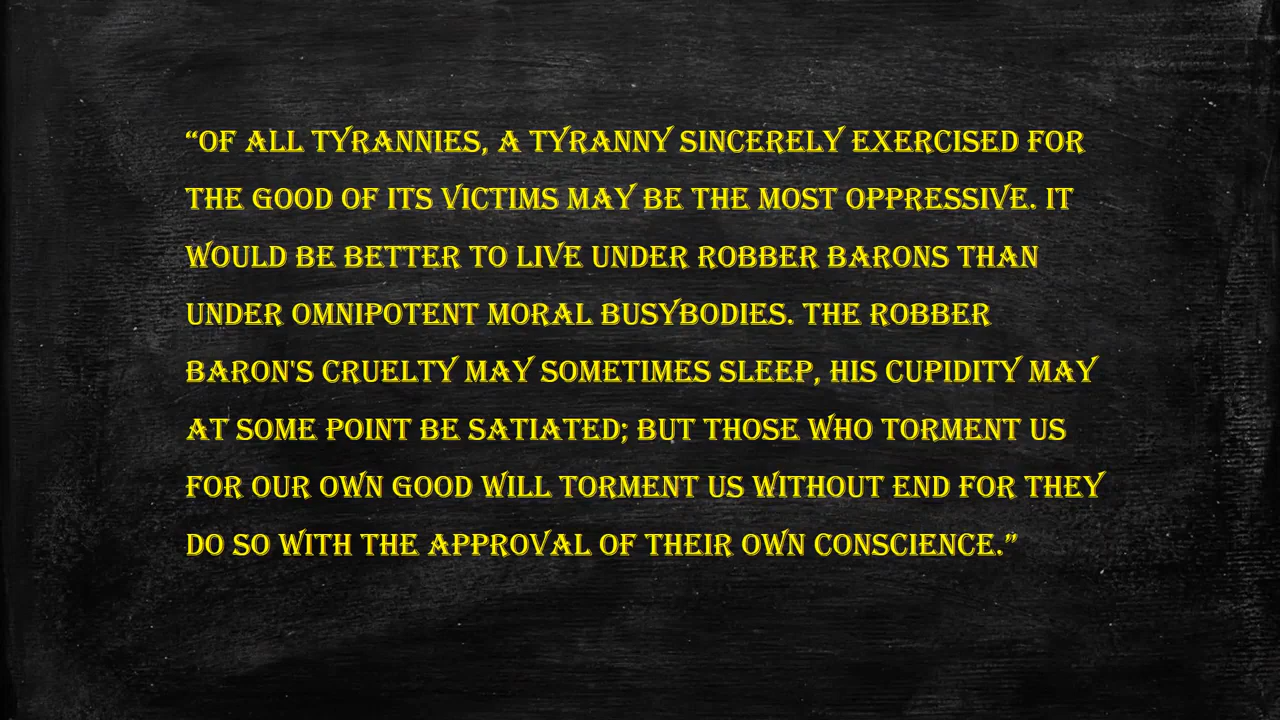 “OF ALL TYRANNIES, A TYRANNY SINCERELY EXERCISED FOR
THE GOOD OF ITS VICTIMS MAY BE THE MOST OPPRESSIVE. IT
WOULD BE BETTER TO LIVE UNDER ROBBER BARONS THAN
UNDER OMNIPOTENT MORAL BUSYBODIES. THE ROBBER
BARON'S CRUELTY MAY SOMETIMES SLEEP, HIS CUPIDITY MAY
AT SOME POINT BE SATIATED; BUT THOSE WHO TORMENT US
FOR OUR OWN GOOD WILL TORMENT US WITHOUT END FOR THEY
DO SO WITH THE APPROVAL OF THEIR OWN CONSCIENCE.”